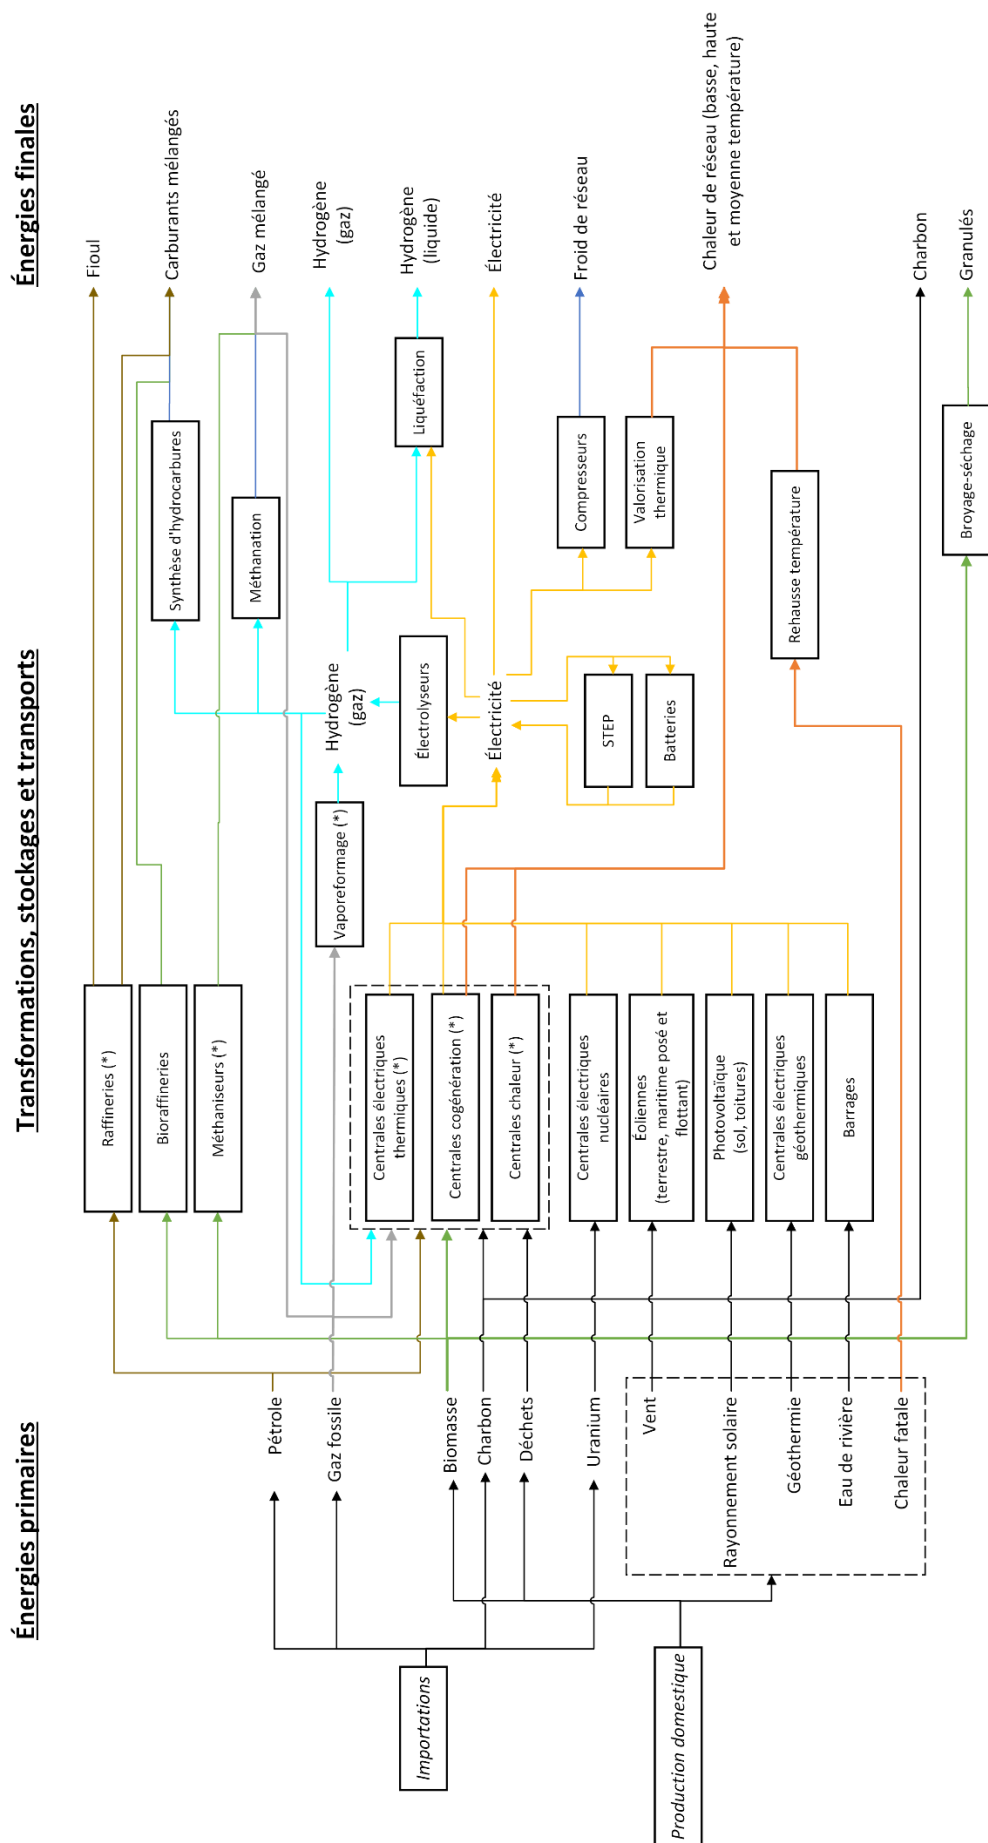 Énergies primaires
Transformations, stockages et transports
Énergies finales
Importations
Production domestique
Pétrole
Gaz fossile
Biomasse
Charbon
Déchets
Uranium
Vent
Rayonnement solaire
Géothermie
Eau de rivière
Chaleur fatale
Raffineries (*)
Bioraffineries
Méthaniseurs (*)
Centrales électriques
thermiques (*)
Centrales cogénération (*)
Centrales chaleur (*)
Centrales électriques
nucléaires
Éoliennes
(terrestre, maritime posé et
flottant)
Photovoltaïque
(sol, toitures)
Centrales électriques
géothermiques
Barrages
Vaporeformage (*)
Hydrogène
(gaz)
Électrolyseurs
Électricité
STEP
Batteries
Synthèse d'hydrocarbures
Méthanation
Liquéfaction
Compresseurs
Valorisation
thermique
Rehausse température
Broyage-séchage
Fioul
Carburants mélangés
Gaz mélangé
Hydrogène
(gaz)
Hydrogène
(liquide)
Électricité
Froid de réseau
Chaleur de réseau (basse, haute
et moyenne température)
Charbon
Granulés